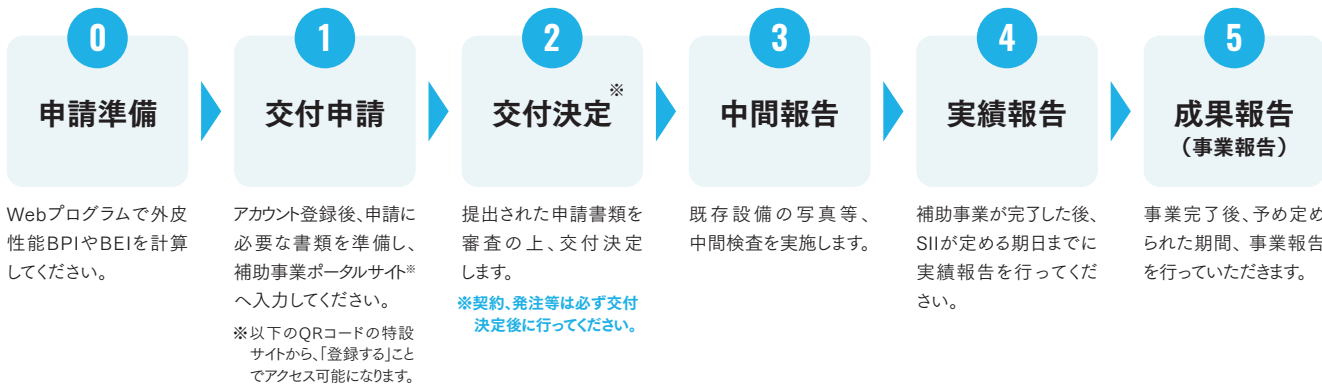 0
申請準備
Webプログラムで外皮
性能BPIやBEIを計算
してください。
1
交付申請
アカウント登録後、申請に
必要な書類を準備し、
補助事業ポータルサイト※
へ入力してください。
※以下のQRコードの特設
サイトから、「登録する」こと
でアクセス可能になります。
2
交付決定※
提出された申請書類を
審査の上、交付決定
します。
※契約、発注等は必ず交付
決定後に行ってください。
3
中間報告
既存設備の写真等、
中間検査を実施します。
4
実績報告
補助事業が完了した後、
SIIが定める期日までに
実績報告を行ってくだ
さい。
5
成果報告
（事業報告）
事業完了後、予め定め
られた期間、事業報告
を行っていただきます。